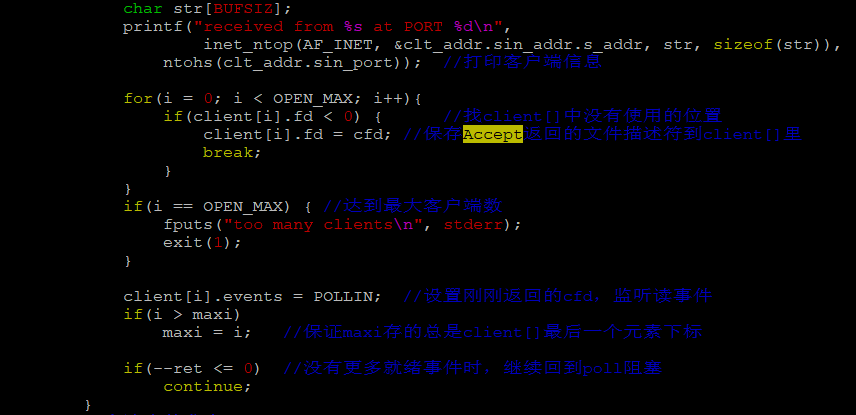 char str[BUFSIZ];
printf("received from %s at PORT %d\n",
inet_ntop(AF_INET, &clt_addr.sin_addr.s_addr, str, sizeof(str)),
ntohs(clt_addr.sin_port)); //打印客户端信息
for(i = 0; i < OPEN_MAX; i++){
if(client[i].fd < 0) { //找client[]中没有使用的位置
client[i].fd = cfd; //保存Accept返回的文件描述符到client[]里
break;
}
}
if(i == OPEN_MAX) { //达到最大客户端数
fputs("too many clients\n", stderr);
exit(1);
}
client[i].events = POLLIN; //设置刚刚返回的cfd，监听读事件
if(i > maxi)
maxi = i; //保证maxi存的总是client[]最后一个元素下标
if(--ret <= 0) //没有更多就绪事件时，继续回到poll阻塞
continue;
}